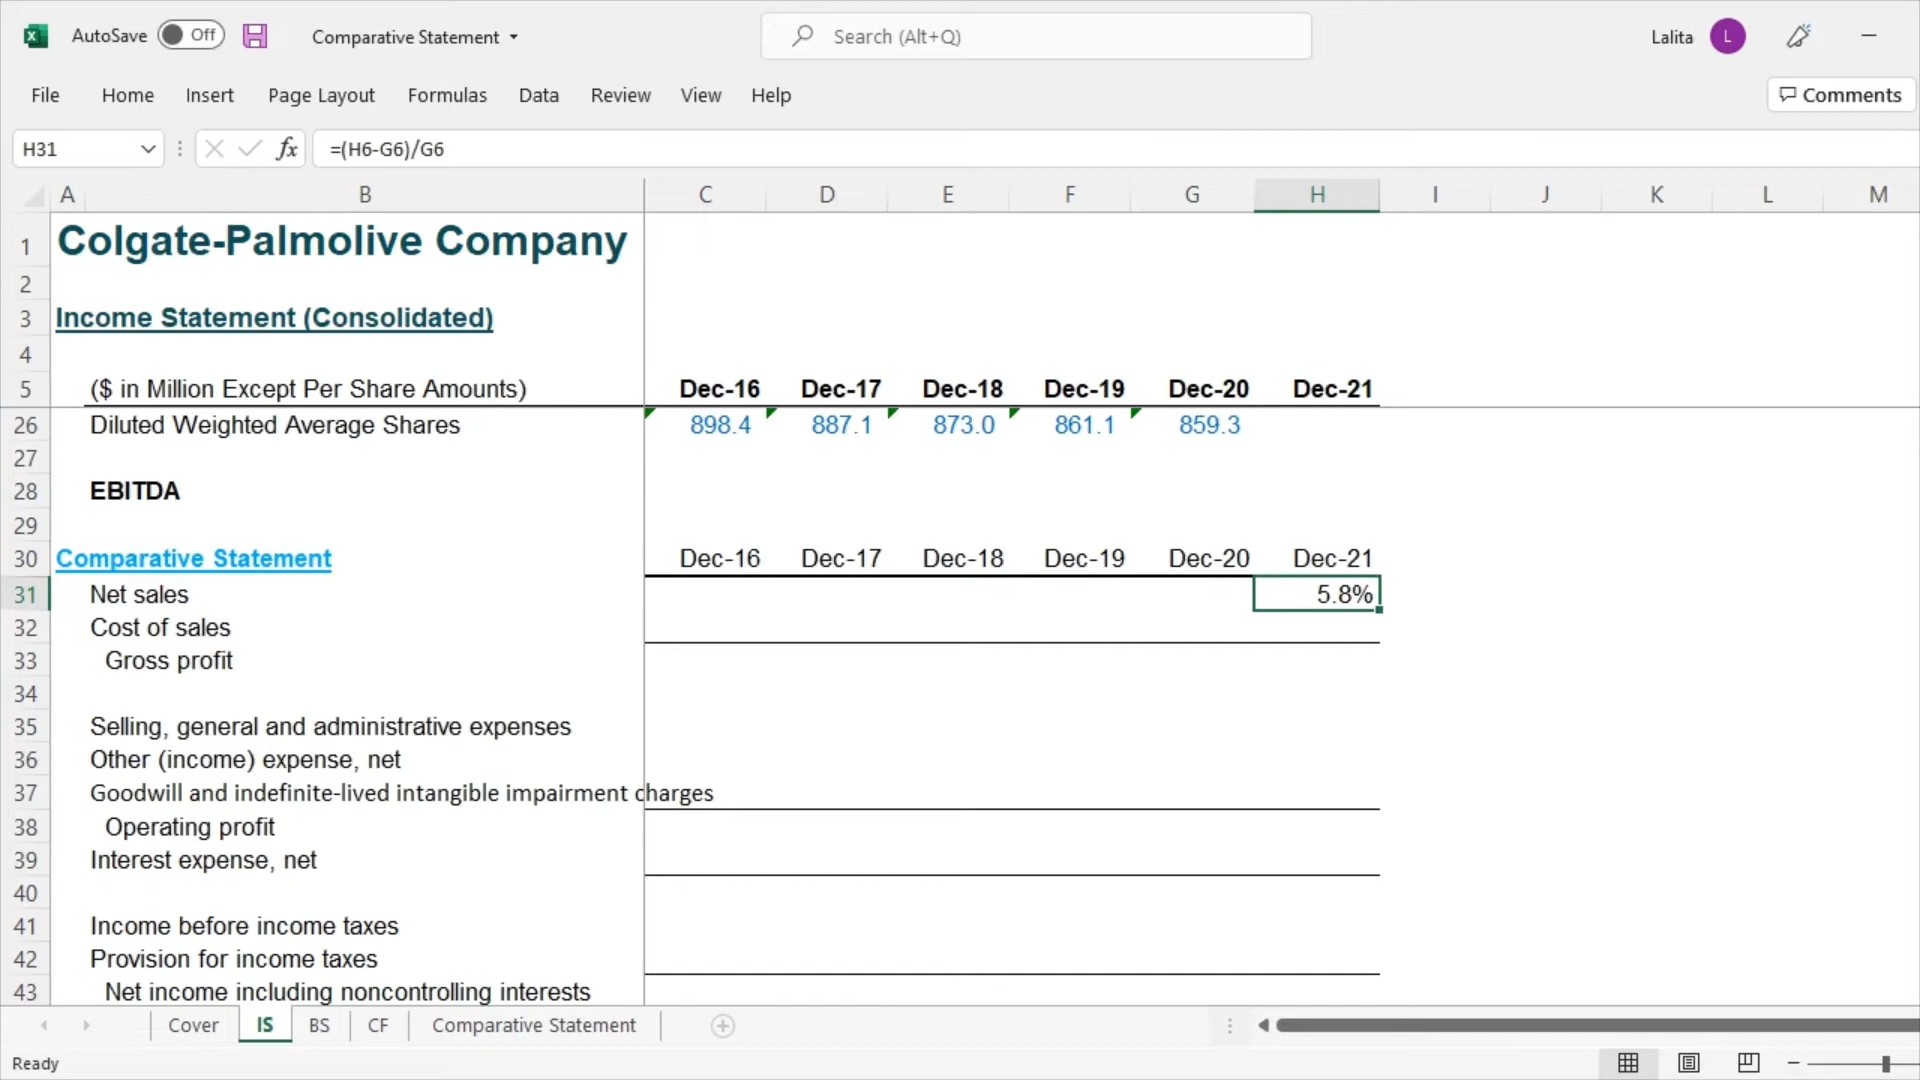 AutoSave Off Comparative Statement Search (Alt+Q) Lalita L
File Home Insert Page Layout Formulas Data Review View Help Comments
H31 fx =(H6-G6)/G6
A B C D E F G H I J K L M
1 Colgate-Palmolive Company
2
3 Income Statement (Consolidated)
4
5 ($ in Million Except Per Share Amounts) Dec-16 Dec-17 Dec-18 Dec-19 Dec-20 Dec-21
26 Diluted Weighted Average Shares 898.4 887.1 873.0 861.1 859.3
27
28 EBITDA
29
30 Comparative Statement Dec-16 Dec-17 Dec-18 Dec-19 Dec-20 Dec-21
31 Net sales 5.8%
32 Cost of sales
33 Gross profit
34
35 Selling, general and administrative expenses
36 Other (income) expense, net
37 Goodwill and indefinite-lived intangible impairment charges
38 Operating profit
39 Interest expense, net
40
41 Income before income taxes
42 Provision for income taxes
43 Net income including noncontrolling interests
Cover IS BS CF Comparative Statement
Ready